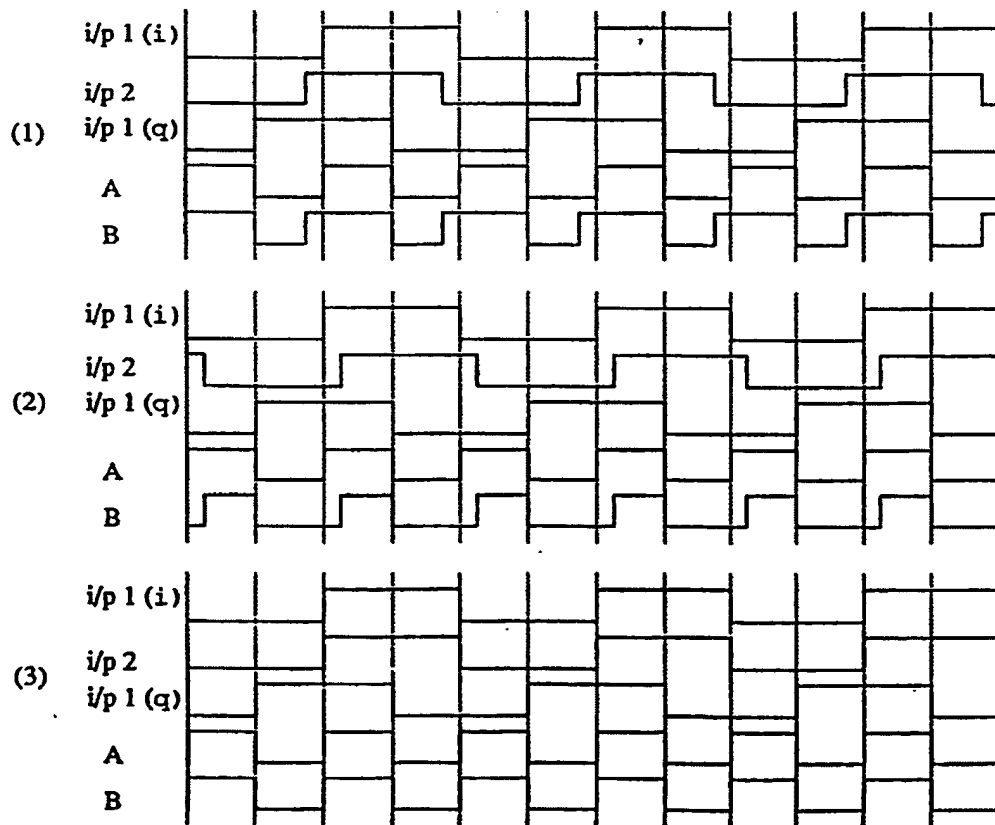 i/p 1 (i)
i/p 2
(1)
i/p 1 (q)
A
B
i/p 1 (i)
i/p 2
(2)
i/p 1 (q)
A
B
i/p 1 (i)
i/p 2
(3)
i/p 1 (q)
A
B